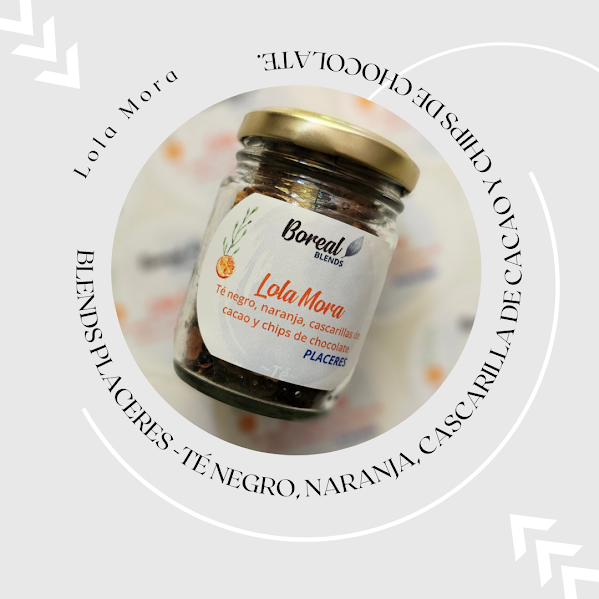 Lola Mora
BLENDS PLACERES - TÉ NEGRO, NARANJA, CASCARILLA DE CACAO Y CHIPS DE CHOCOLATE.
Boreal
BLENDS
Lola Mora
Té negro, naranja, cascarillas de
cacao y chips de chocolate.
PLACERES